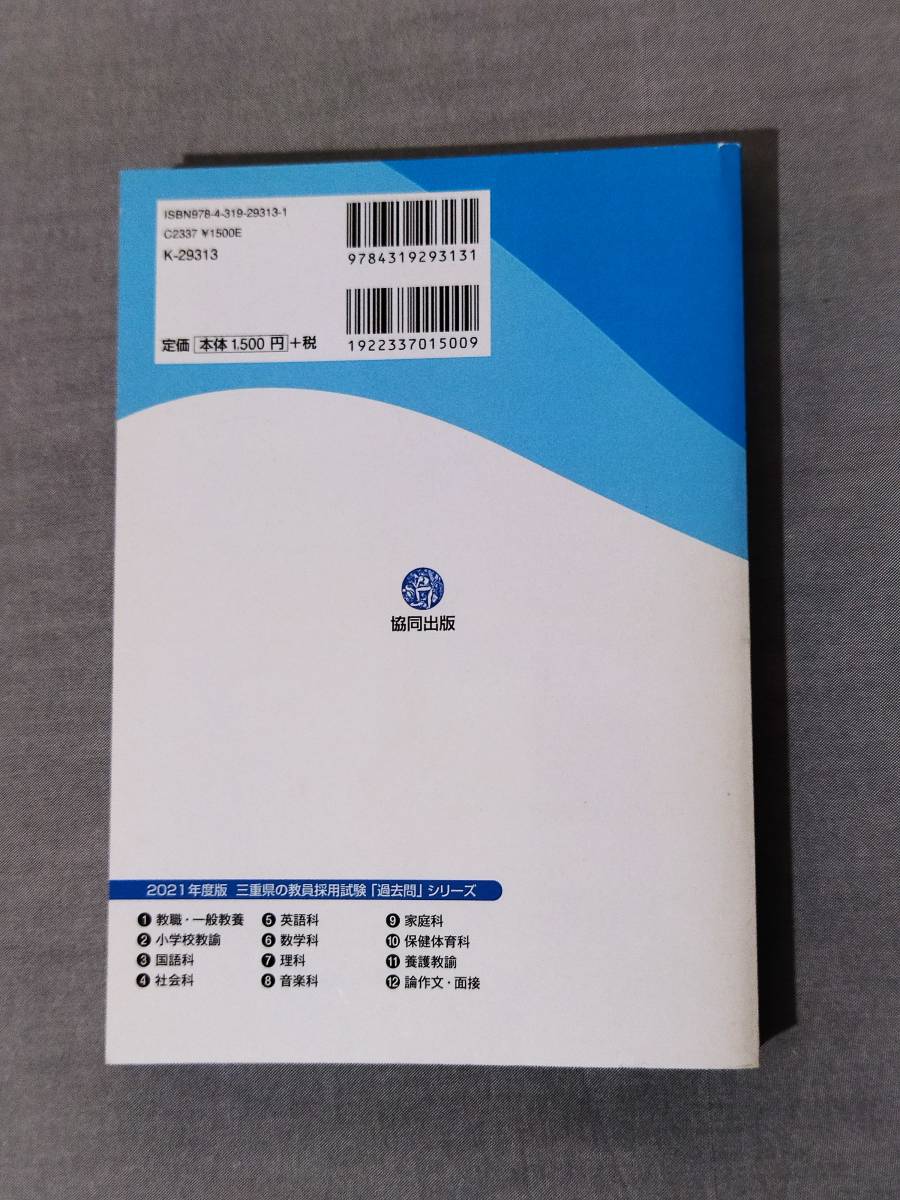 ISBN978-4-319-29313-1
C2337 ¥1500E
K-29313
9784319293131
定価 本体1,500円+税
1922337015009
協同出版
2021年度版 三重県の教員採用試験「過去問」シリーズ
❶ 教職・一般教養
❷ 小学校教諭
❸ 国語科
❹ 社会科
❺ 英語科
❻ 数学科
❼ 理科
❽ 音楽科
❾ 家庭科
❿ 保健体育科
⓫ 養護教諭
⓬ 論作文・面接